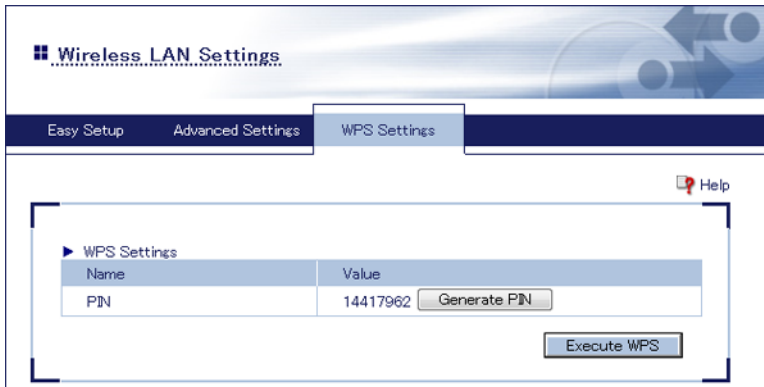 Wireless LAN Settings
Easy Setup Advanced Settings WPS Settings
Help
WPS Settings
Name Value
PIN 14417962 Generate PIN
Execute WPS